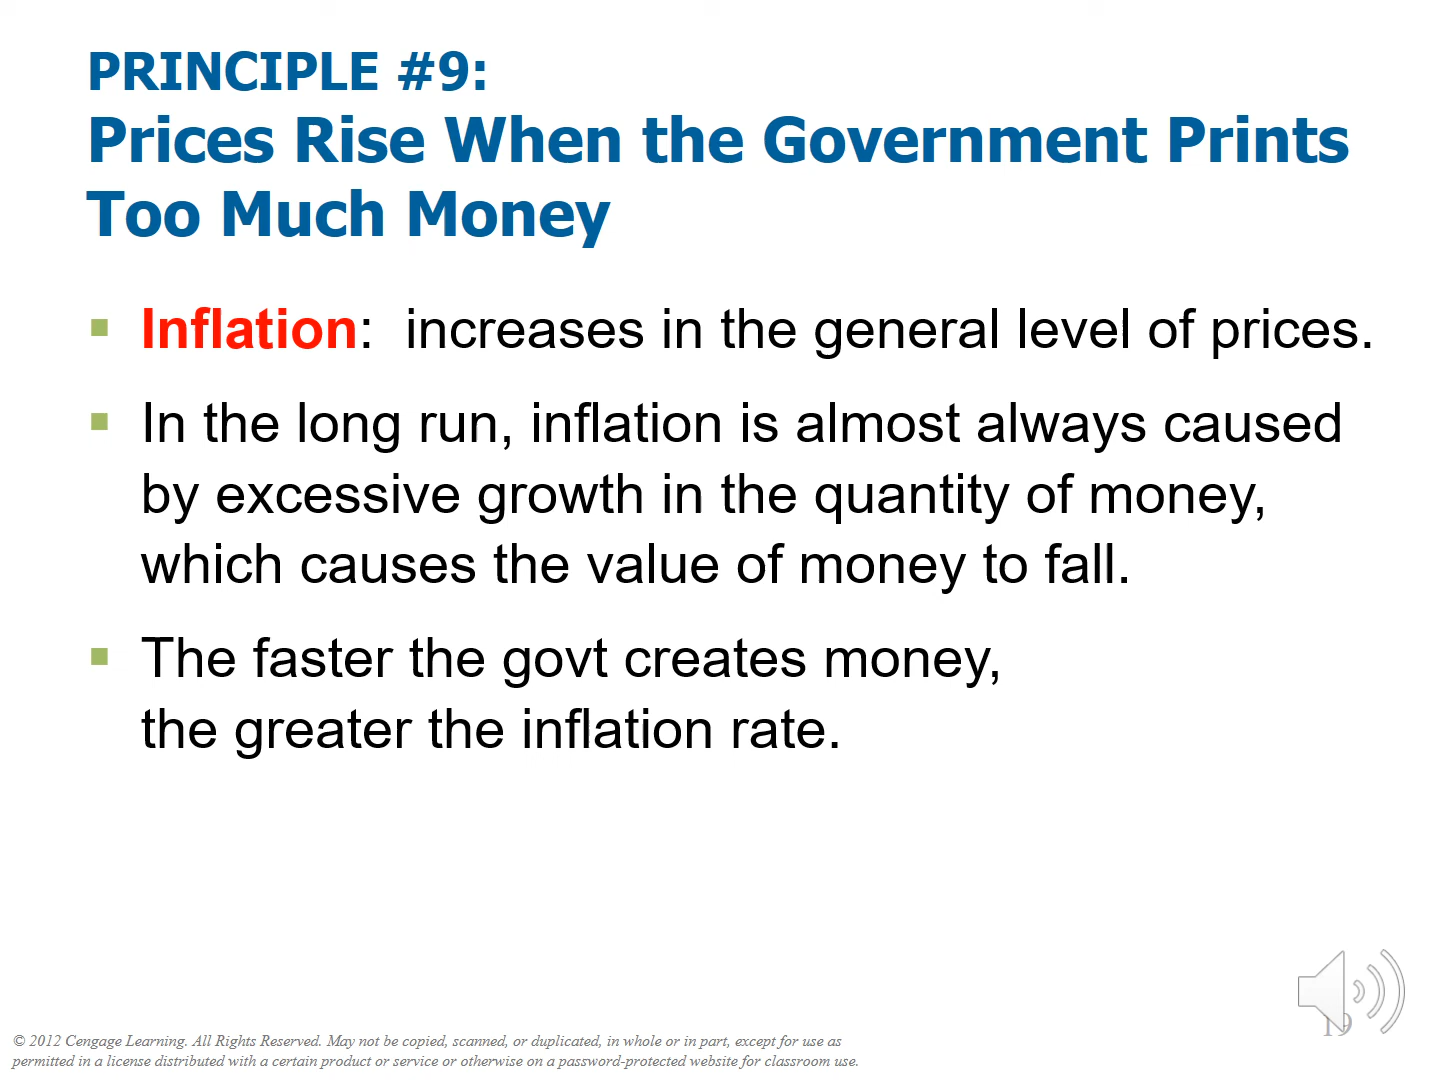 PRINCIPLE #9:
Prices Rise When the Government Prints
Too Much Money
Inflation: increases in the general level of prices.
In the long run, inflation is almost always caused
by excessive growth in the quantity of money,
which causes the value of money to fall.
The faster the govt creates money,
the greater the inflation rate.
19
© 2012 Cengage Learning. All Rights Reserved. May not be copied, scanned, or duplicated, in whole or in part, except for use as
permitted in a license distributed with a certain product or service or otherwise on a password-protected website for classroom use.